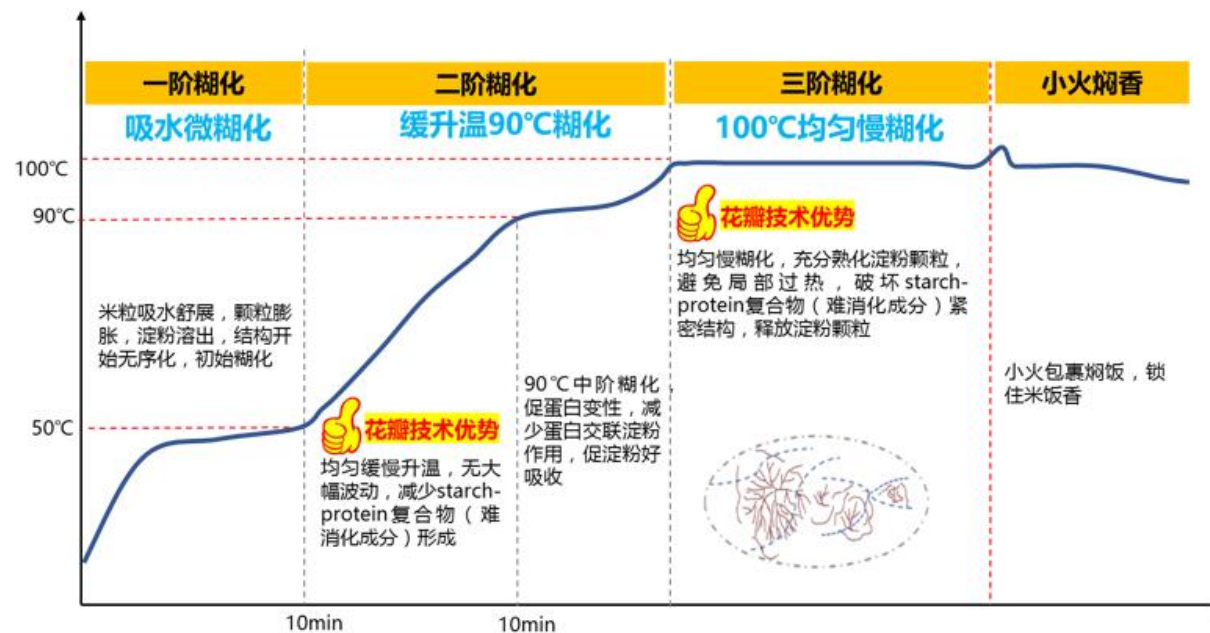 一阶糊化
二阶糊化
三阶糊化
小火焖香
吸水微糊化
缓升温90℃糊化
100℃均匀慢糊化
100℃
90℃
50℃
米粒吸水舒展，颗粒膨
胀，淀粉溶出，结构开
始无序化，初始糊化
花瓣技术优势
均匀缓慢升温，无大
幅波动，减少starch-
protein复合物（难
消化成分）形成
90℃中阶糊化，
促蛋白变性，减
少蛋白交联淀粉
作用，促淀粉好
吸收
花瓣技术优势
均匀慢糊化，充分熟化淀粉颗粒，
避免局部过热，破坏starch-
protein复合物（难消化成分）紧
密结构，释放淀粉颗粒
小火包裹焖饭，锁
住米饭香
10min
10min